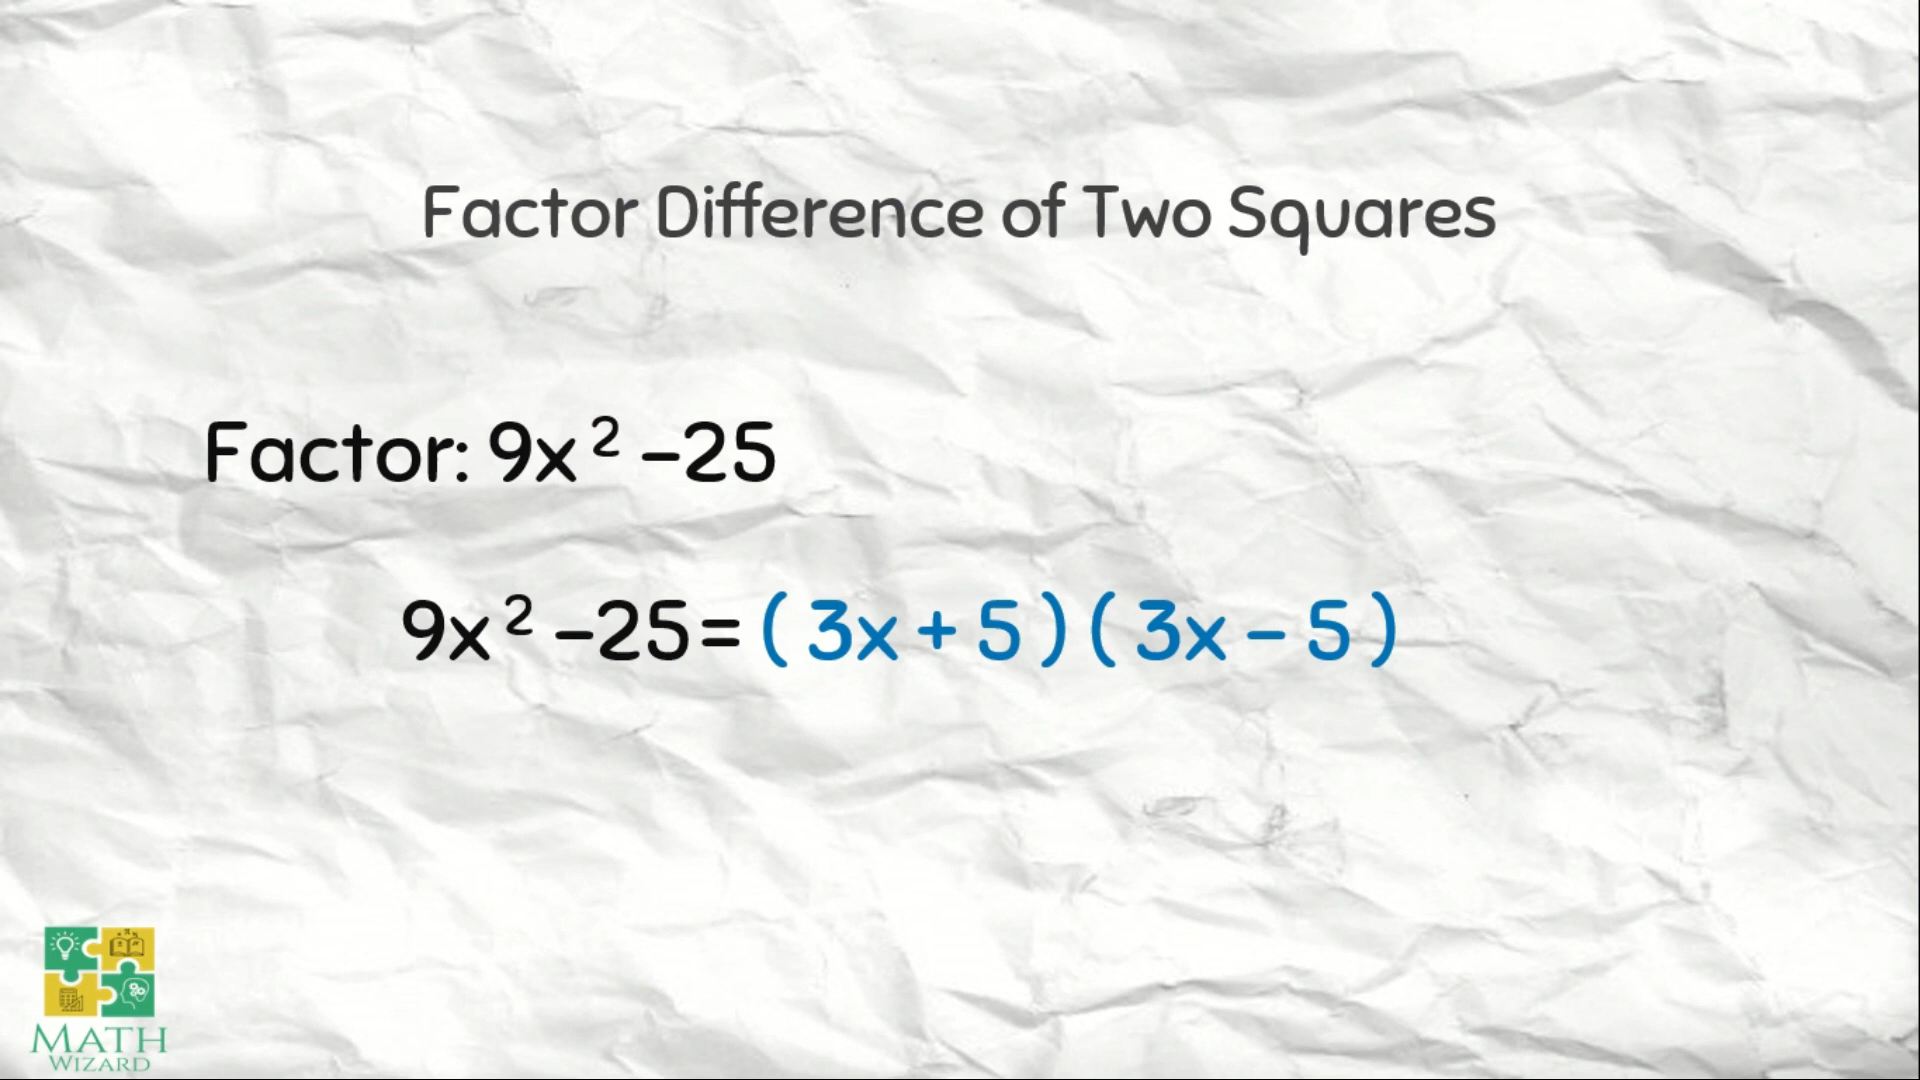 Factor Difference of Two Squares
Factor: 9x² –25
9x² –25= ( 3x + 5 ) ( 3x – 5 )
MATH
WIZARD